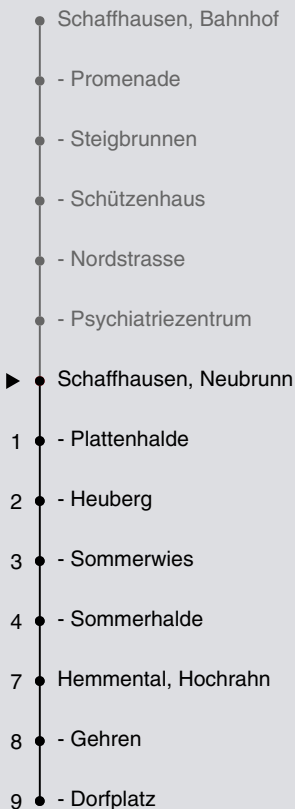 Schaffhausen, Bahnhof
- Promenade
- Steigbrunnen
- Schützenhaus
- Nordstrasse
- Psychiatriezentrum
Schaffhausen, Neubrunn
1 - Plattenhalde
2 - Heuberg
3 - Sommerwies
4 - Sommerhalde
7 Hemmental, Hochrahn
8 - Gehren
9 - Dorfplatz